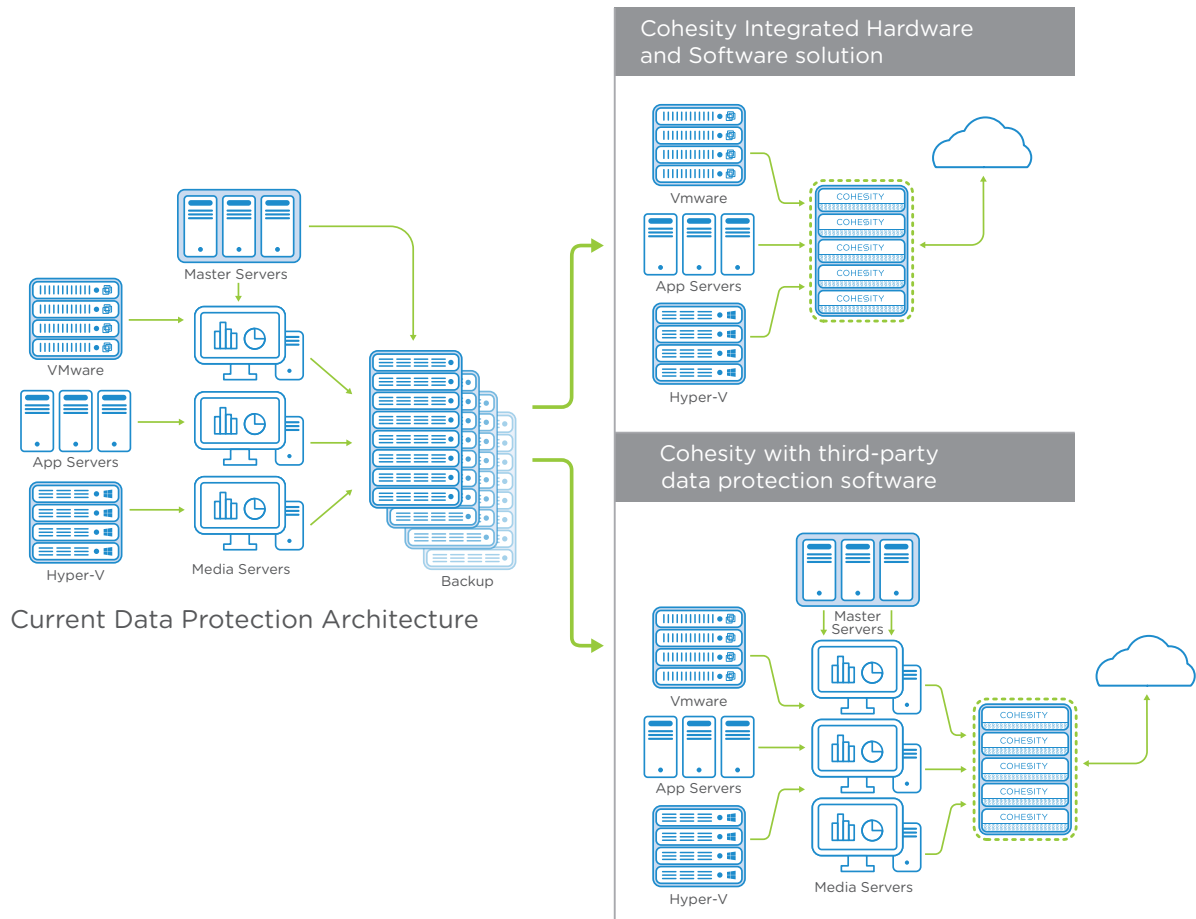 Master Servers
VMware
App Servers
Hyper-V
Media Servers
Backup
Current Data Protection Architecture
Cohesity Integrated Hardware
and Software solution
Vmware
App Servers
Hyper-V
COHESITY
COHESITY
COHESITY
COHESITY
COHESITY
Cohesity with third-party
data protection software
Master
Servers
Vmware
App Servers
Hyper-V
Media Servers
COHESITY
COHESITY
COHESITY
COHESITY
COHESITY